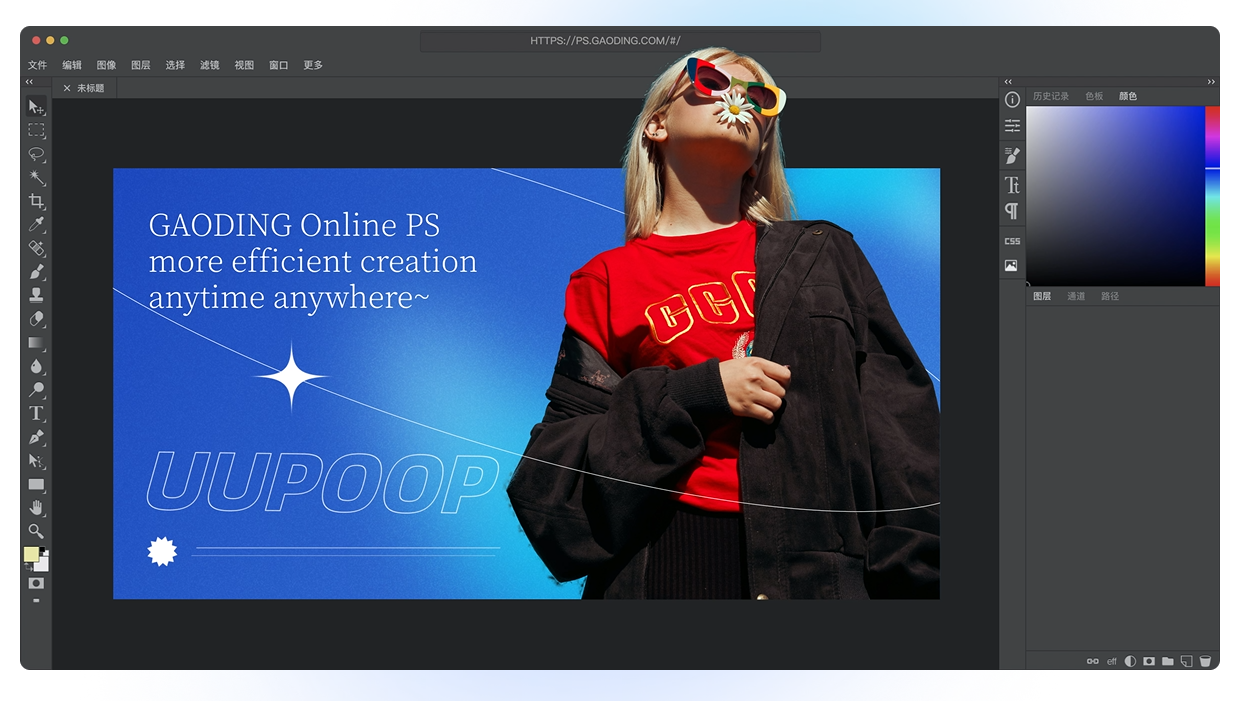 HTTPS://PS.GAODING.COM/#/
文件 编辑 图像 图层 选择 滤镜 视图 窗口 更多
× 未标题
历史记录 色板 颜色
GAODING Online PS
more efficient creation
anytime anywhere~
CCC
CSS
图层 通道 路径
UUPOOP
eff